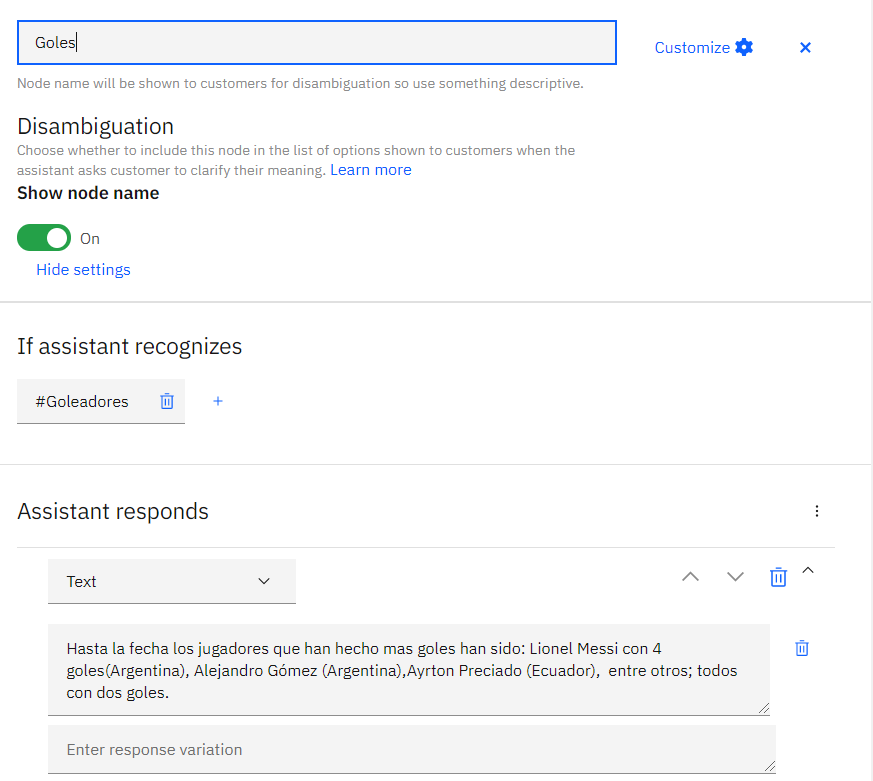 Goles
Customize
Node name will be shown to customers for disambiguation so use something descriptive.
Disambiguation
Choose whether to include this node in the list of options shown to customers when the
assistant asks customer to clarify their meaning. Learn more
Show node name
On
Hide settings
If assistant recognizes
#Goleadores
Assistant responds
Text
Hasta la fecha los jugadores que han hecho mas goles han sido: Lionel Messi con 4
goles(Argentina), Alejandro Gómez (Argentina),Ayrton Preciado (Ecuador),  entre otros; todos
con dos goles.
Enter response variation